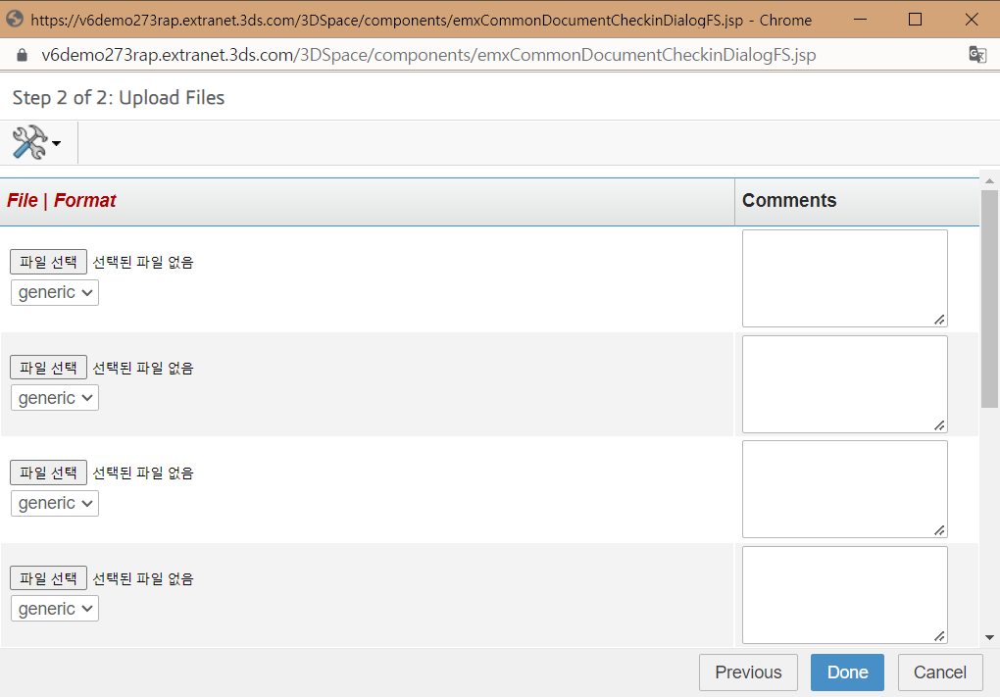 https://v6demo273rap.extranet.3ds.com/3DSpace/components/emxCommonDocumentCheckinDialogFS.jsp - Chrome
v6demo273rap.extranet.3ds.com/3DSpace/components/emxCommonDocumentCheckinDialogFS.jsp
Step 2 of 2: Upload Files
File | Format Comments
파일 선택 선택된 파일 없음
generic
파일 선택 선택된 파일 없음
generic
파일 선택 선택된 파일 없음
generic
파일 선택 선택된 파일 없음
generic
Previous Done Cancel